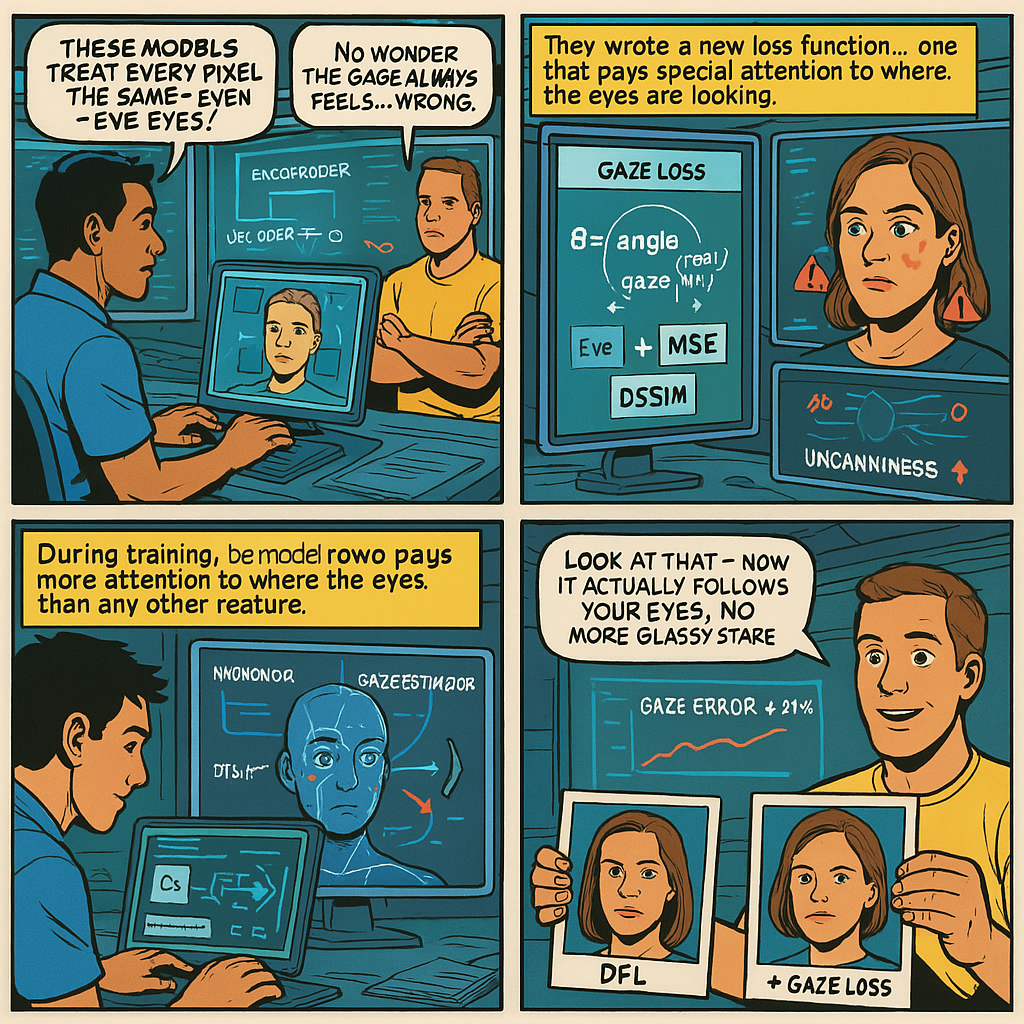 THESE MODBLS
TREAT EVERY PIXEL
THE SAME- EVEN
-EVE EYES!
NO WONDER
THE GAGE ALWAYS
FEELS...WRONG.
ENCOFRODER
DECODER
They wrote a new loss function... one
that pays special attention to where.
the eyes are looking.
GAZE LOSS
θ= angle
(real)
gaze
Eve + MSE
DSSIM
UNCANNINESS ↑
During training, be model rowo pays
more attention to where the eyes.
than any other reature.
NNONONOR
GAZEESTIMJOR
Cs
LOOK AT THAT – NOW
IT ACTUALLY FOLLOWS
YOUR EYES, NO
MORE GLASSY STARE
GAZE ERROR ↓ 21%
DFL
+ GAZE LOSS